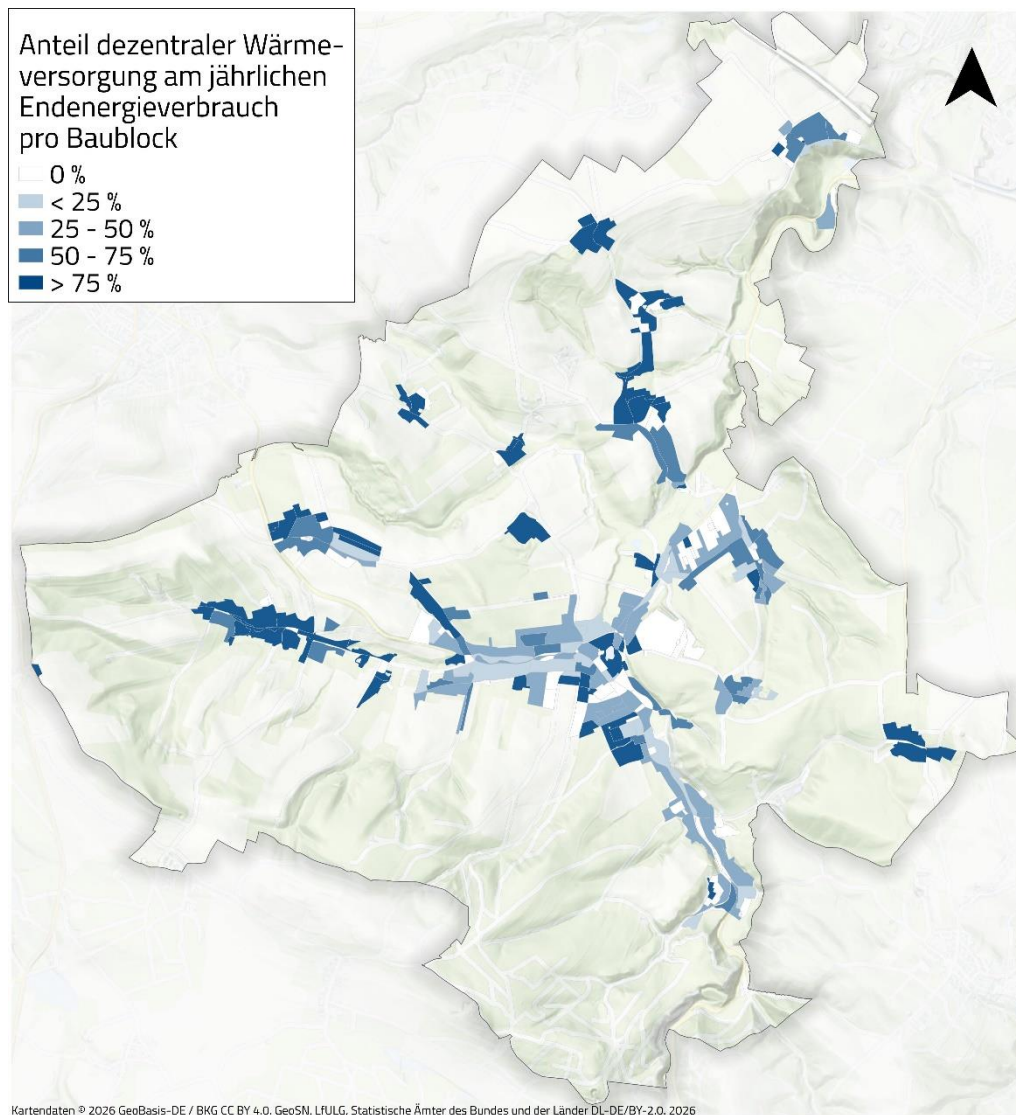 Anteil dezentraler Wärme-
versorgung am jährlichen
Endenergieverbrauch
pro Baublock
0 %
< 25 %
25 - 50 %
50 - 75 %
> 75 %
Kartendaten © 2026 GeoBasis-DE / BKG CC BY 4.0, GeoSN, LfULG, Statistische Ämter des Bundes und der Länder DL-DE/BY-2.0, 2026